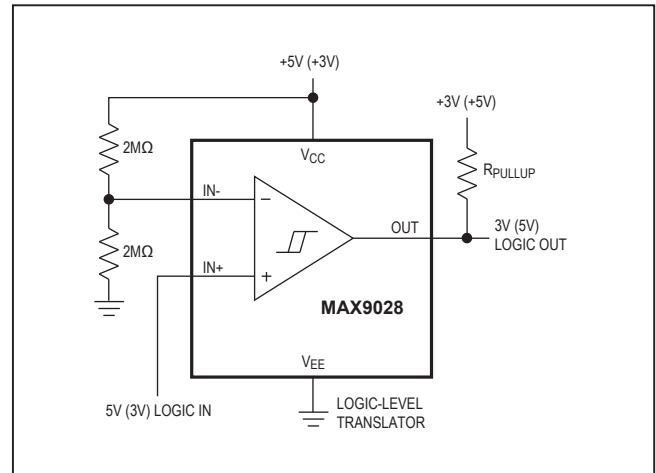 +5V (+3V)
+3V (+5V)
2MΩ
VCC
RPULLUP
IN-
−
OUT
3V (5V)
LOGIC OUT
2MΩ
IN+
+
MAX9028
VEE
5V (3V) LOGIC IN
LOGIC-LEVEL
TRANSLATOR